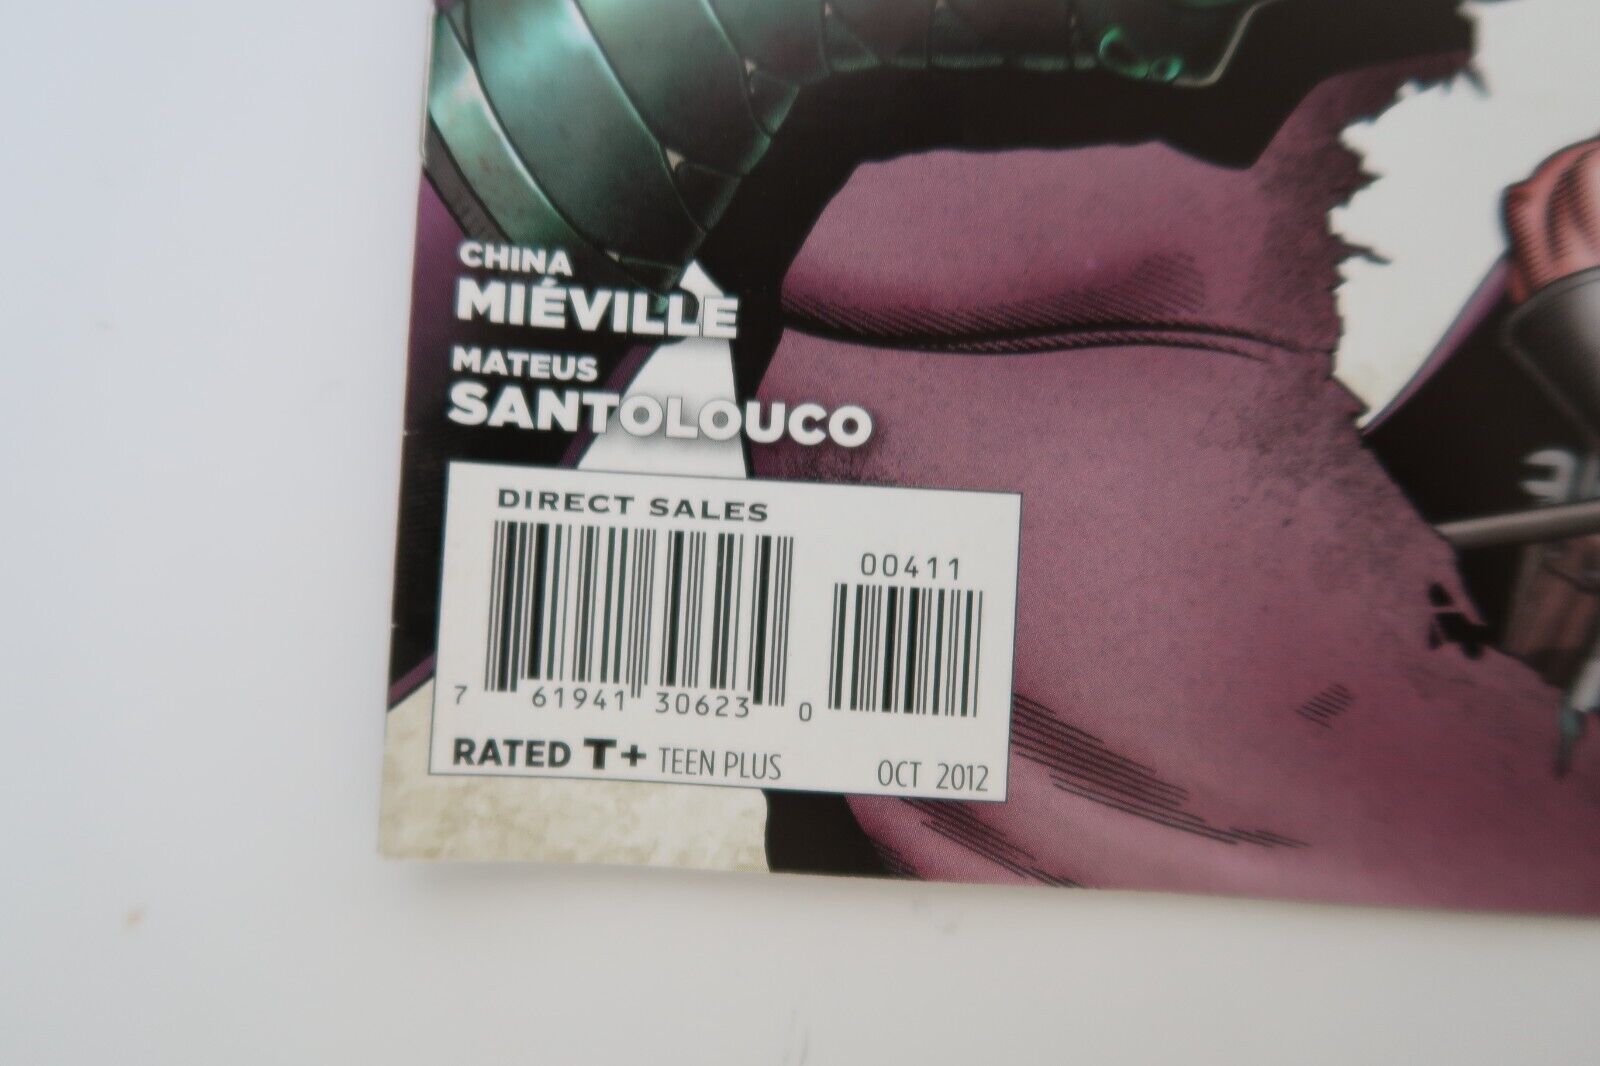 CHINA
MIÉVILLE
MATEUS
SANTOLOUCO
DIRECT SALES
00411
7 61941 30623 0
RATED T+ TEEN PLUS OCT 2012